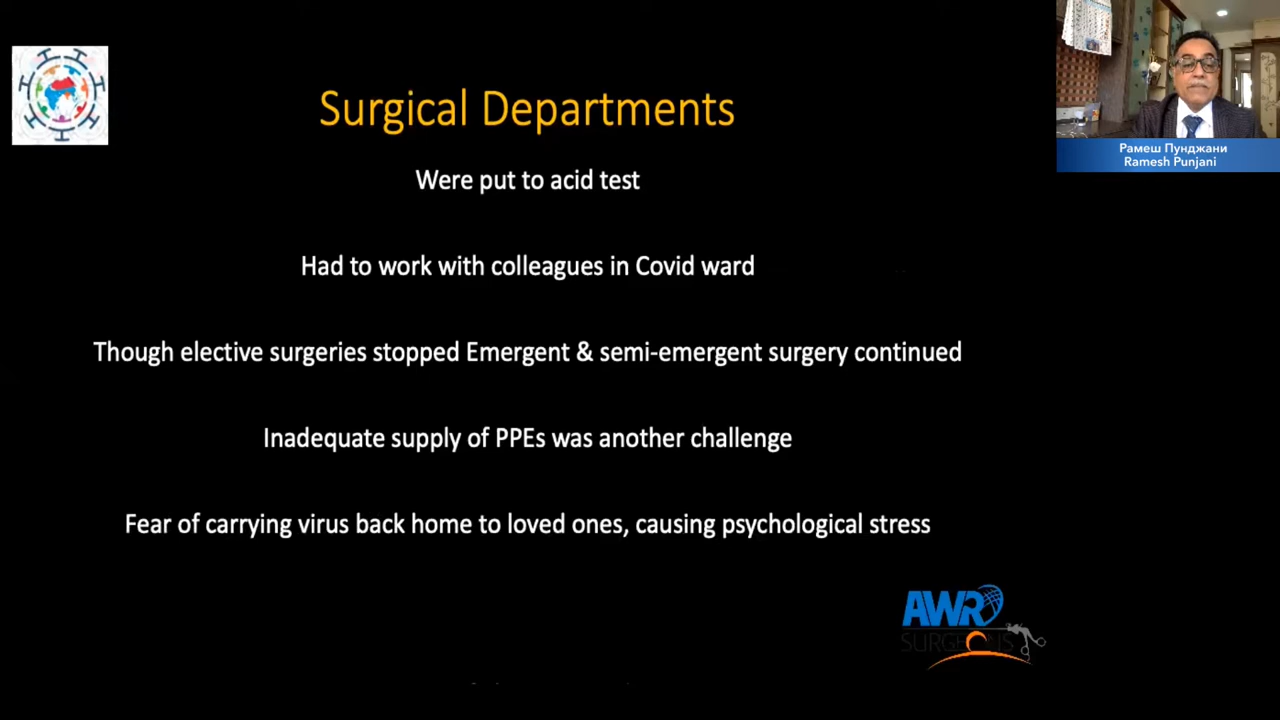 Surgical Departments
Were put to acid test
Had to work with colleagues in Covid ward
Though elective surgeries stopped Emergent & semi-emergent surgery continued
Inadequate supply of PPEs was another challenge
Fear of carrying virus back home to loved ones, causing psychological stress
AWR
SURGEONS
Рамеш Пунджани
Ramesh Punjani